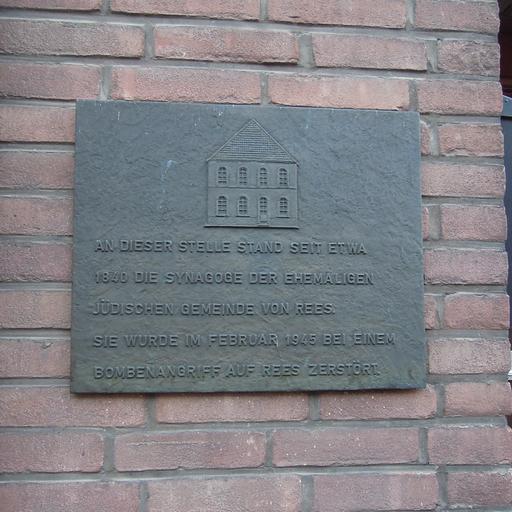 AN DIESER STELLE STAND SEIT ETWA
1840 DIE SYNAGOGE DER EHEMALIGEN
JÜDISCHEN GEMEINDE VON REES.
SIE WURDE IM FEBRUAR 1945 BEI EINEM
BOMBENANGRIFF AUF REES ZERSTÖRT.